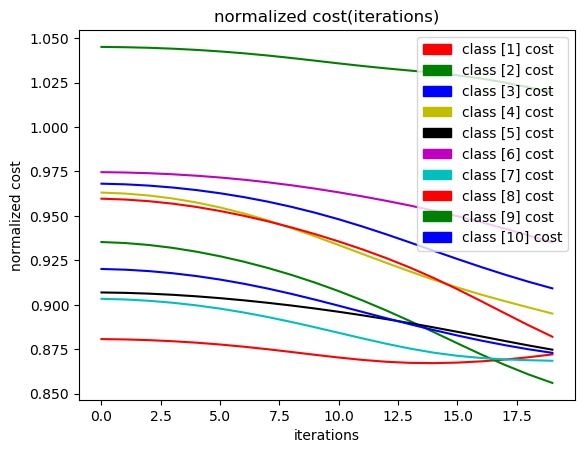 normalized cost(iterations)
1.050
1.025
1.000
0.975
0.950
0.925
0.900
0.875
0.850
normalized cost
class [1] cost
class [2] cost
class [3] cost
class [4] cost
class [5] cost
class [6] cost
class [7] cost
class [8] cost
class [9] cost
class [10] cost
0.0 2.5 5.0 7.5 10.0 12.5 15.0 17.5
iterations